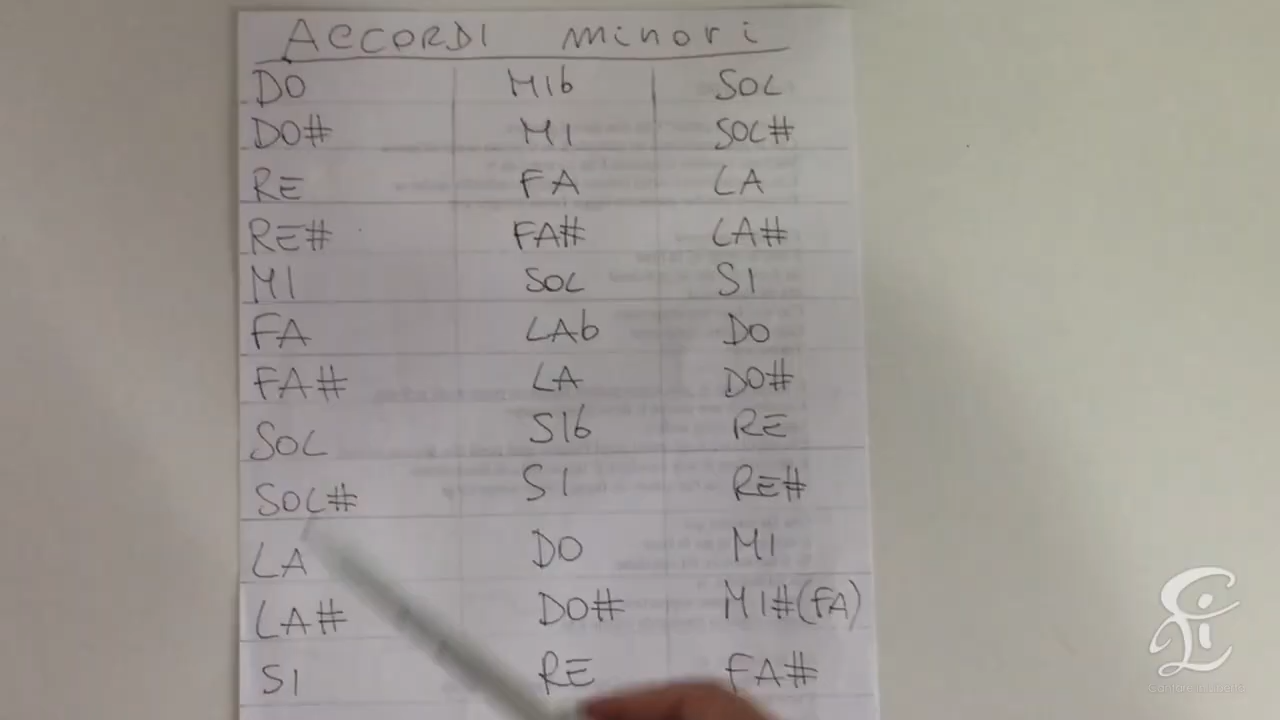 ACCORDI minori
DO MIb SOL
DO# MI SOL#
RE FA LA
RE# FA# LA#
MI SOL SI
FA LAb DO
FA# LA DO#
SOL SIb RE
SOL# SI RE#
LA DO MI
LA# DO# MI#(FA)
SI RE FA#